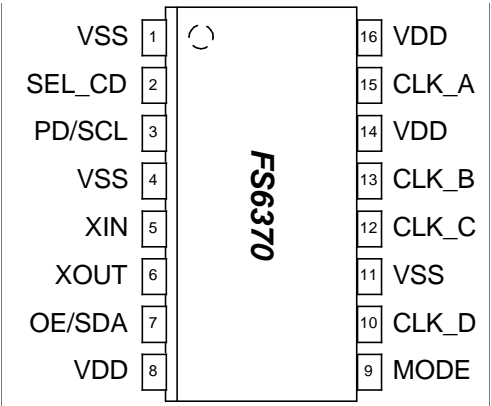 VSS 1
SEL_CD 2
PD/SCL 3
VSS 4
XIN 5
XOUT 6
OE/SDA 7
VDD 8
FS6370
16 VDD
15 CLK_A
14 VDD
13 CLK_B
12 CLK_C
11 VSS
10 CLK_D
9 MODE